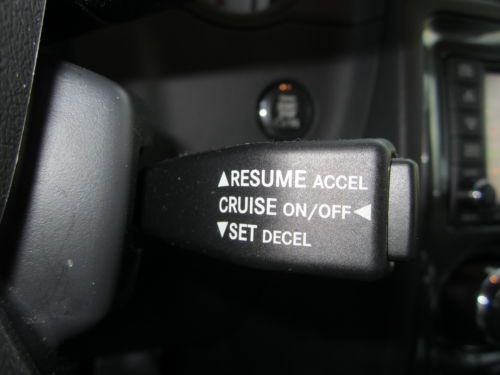 ▲RESUME ACCEL
CRUISE ON/OFF◄
▼SET DECEL